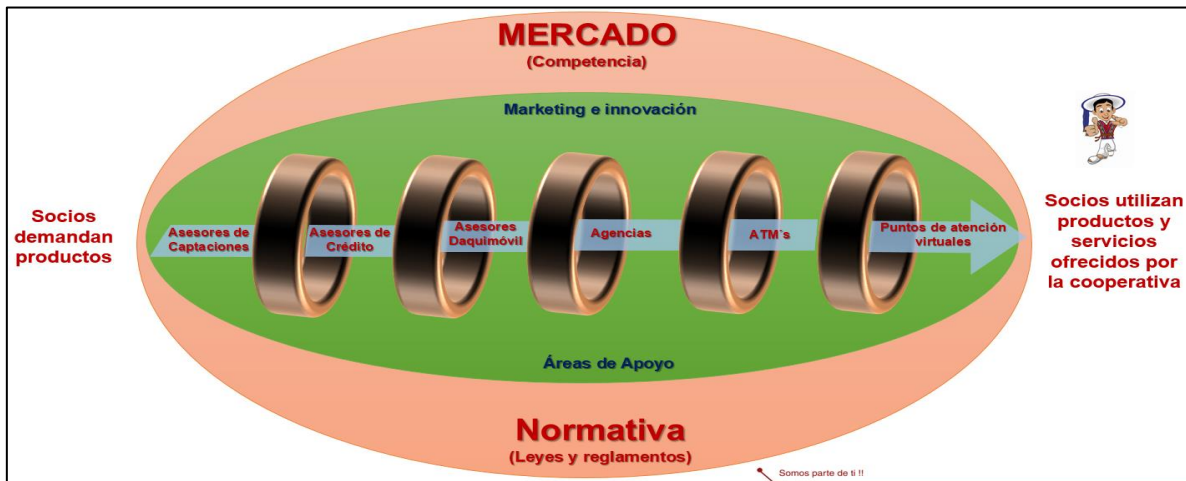 MERCADO
(Competencia)
Marketing e innovación
Socios
demandan
productos
Asesores de
Captaciones
Asesores de
Crédito
Asesores
Daquimóvil
Agencias
ATM´s
Puntos de atención
virtuales
Socios utilizan
productos y
servicios
ofrecidos por
la cooperativa
Áreas de Apoyo
Normativa
(Leyes y reglamentos)
Somos parte de ti !!